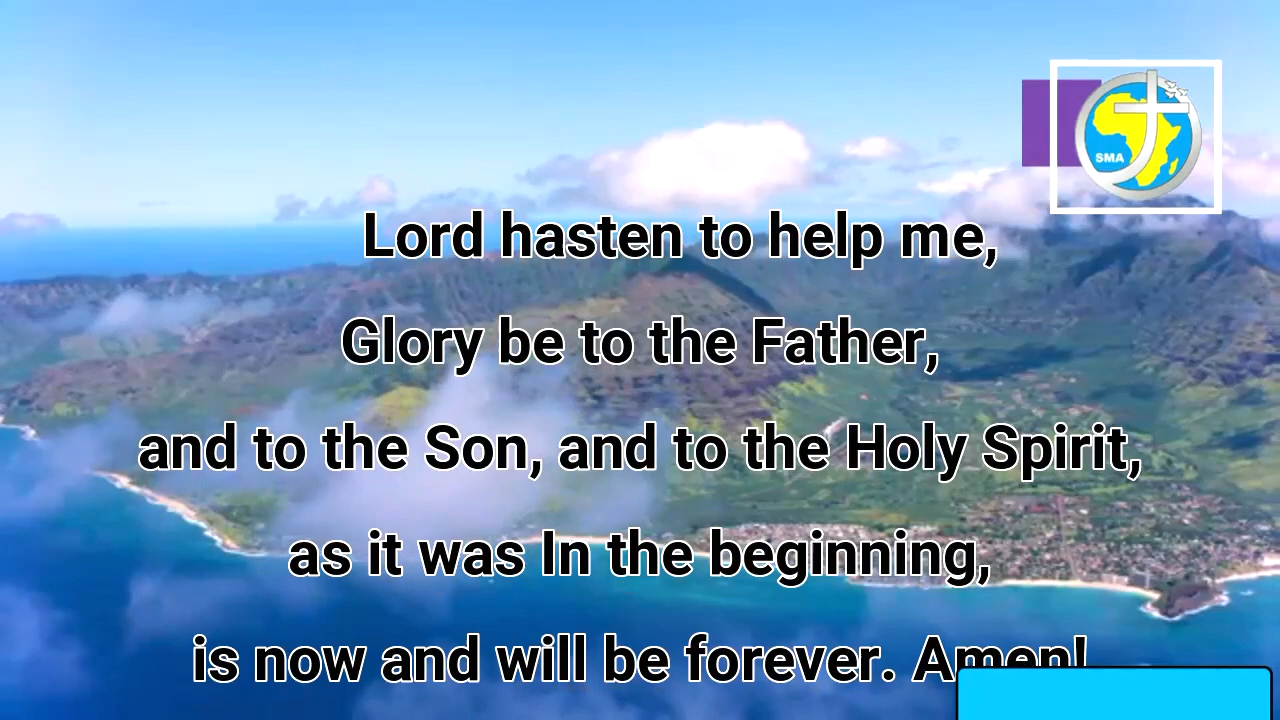 SMA
Lord hasten to help me,
Glory be to the Father,
and to the Son, and to the Holy Spirit,
as it was In the beginning,
is now and will be forever. Amen!